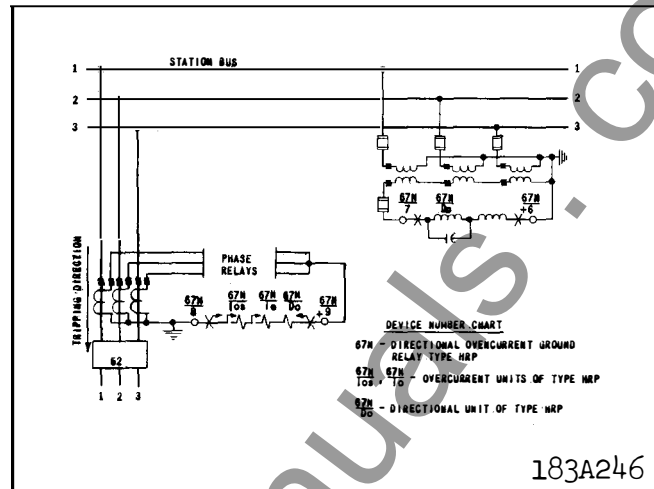 STATION BUS
1 1
2 2
3 3
67N 67N 67N
7 Do +6
TRIPPING DIRECTION
PHASE
RELAYS
67N 67N 67N 67N 67N
8 Ios Io Do +9
52
1 2 3
DEVICE NUMBER CHART
67N - DIRECTIONAL OVERCURRENT GROUND
RELAY TYPE HRP
67N/Ios, 67N/Io - OVERCURRENT UNITS OF TYPE HRP
67N/Do - DIRECTIONAL UNIT OF TYPE HRP
183A246
uals.co